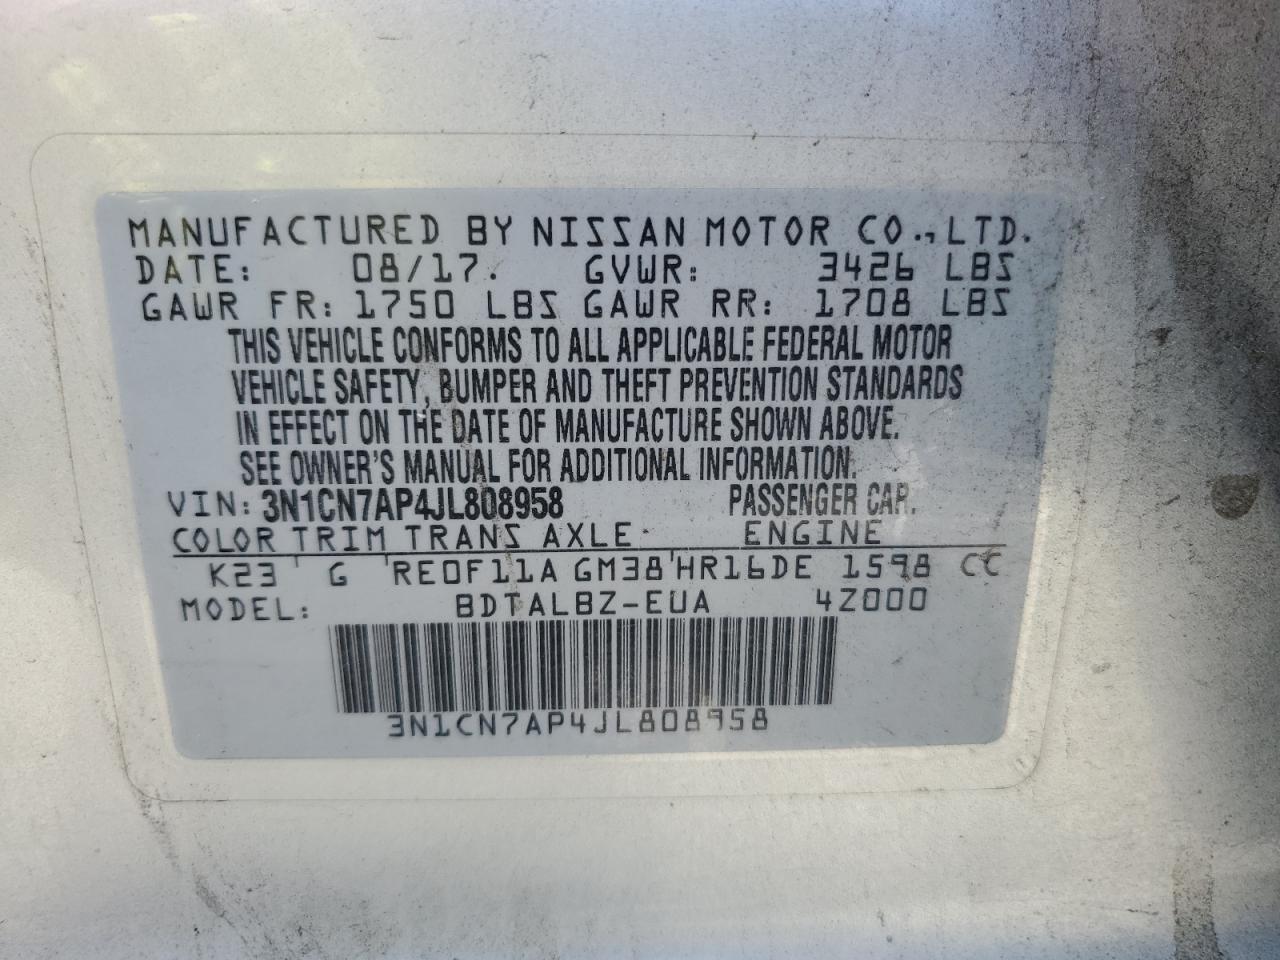 MANUFACTURED BY NISSAN MOTOR CO., LTD.
DATE: 08/17. GVWR: 3426 LBS
GAWR FR: 1750 LBS GAWR RR: 1708 LBS
THIS VEHICLE CONFORMS TO ALL APPLICABLE FEDERAL MOTOR
VEHICLE SAFETY, BUMPER AND THEFT PREVENTION STANDARDS
IN EFFECT ON THE DATE OF MANUFACTURE SHOWN ABOVE.
SEE OWNER'S MANUAL FOR ADDITIONAL INFORMATION.
VIN: 3N1CN7AP4JL808958 PASSENGER CAR.
COLOR TRIM TRANS AXLE ENGINE
K23 G RE0F11A GM38 HR16DE 1598 CC
MODEL: BDTALBZ-EUA 4Z000
3N1CN7AP4JL808958